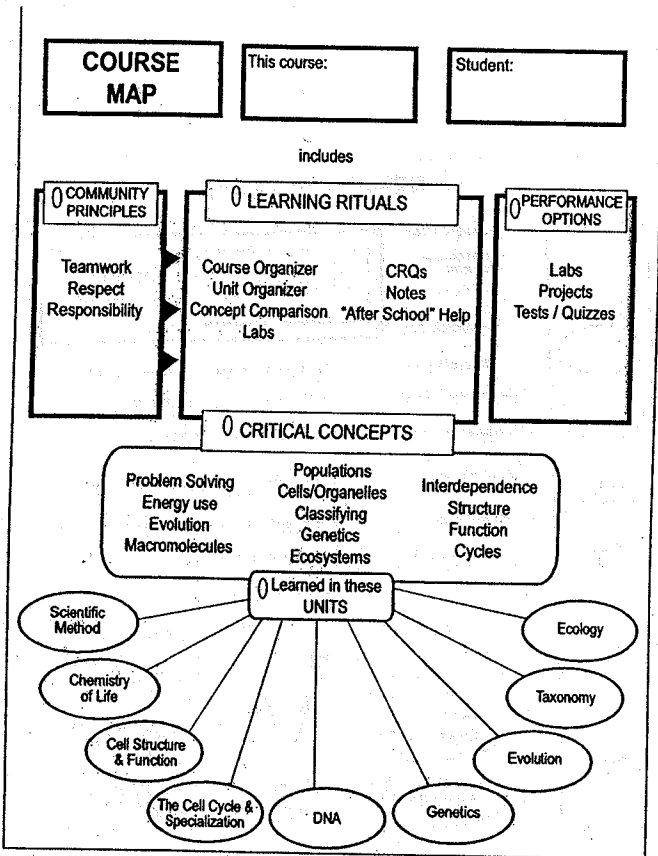 COURSE
MAP
This course:
Student:
includes
COMMUNITY
PRINCIPLES
Teamwork
Respect
Responsibility
LEARNING RITUALS
Course Organizer
Unit Organizer
Concept Comparison
Labs
CRQs
Notes
"After School" Help
PERFORMANCE
OPTIONS
Labs
Projects
Tests / Quizzes
CRITICAL CONCEPTS
Problem Solving
Energy use
Evolution
Macromolecules
Populations
Cells/Organelles
Classifying
Genetics
Ecosystems
Interdependence
Structure
Function
Cycles
Learned in these
UNITS
Scientific
Method
Chemistry
of Life
Cell Structure
& Function
The Cell Cycle &
Specialization
DNA
Genetics
Evolution
Taxonomy
Ecology